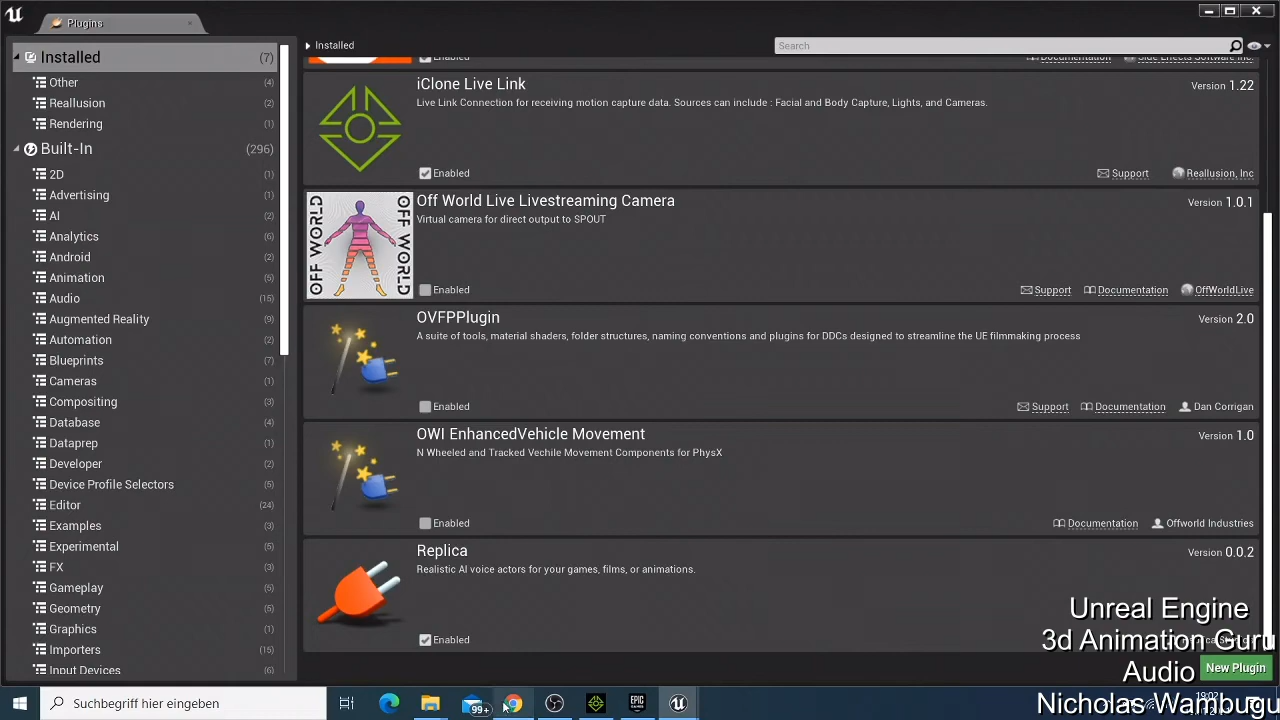 Plugins
Installed (7)
Other (4)
Reallusion (2)
Rendering (1)
Built-In (296)
2D (1)
Advertising (1)
AI (2)
Analytics (6)
Android (2)
Animation (5)
Audio (15)
Augmented Reality (9)
Automation (2)
Blueprints (7)
Cameras (1)
Compositing (3)
Database (4)
Dataprep (1)
Developer (2)
Device Profile Selectors (5)
Editor (24)
Examples (3)
Experimental (5)
FX (3)
Gameplay (5)
Geometry (5)
Graphics (1)
Importers (15)
Input Devices (6)
Installed
Search
Enabled Documentation Side Effects Software Inc.
iClone Live Link Version 1.22
Live Link Connection for receiving motion capture data. Sources can include : Facial and Body Capture, Lights, and Cameras.
Enabled Support Reallusion, Inc
OFF WORLD OFF WORLD
Off World Live Livestreaming Camera Version 1.0.1
Virtual camera for direct output to SPOUT
Enabled Support Documentation OffWorldLive
OVFPPlugin Version 2.0
A suite of tools, material shaders, folder structures, naming conventions and plugins for DDCs designed to streamline the UE filmmaking process
Enabled Support Documentation Dan Corrigan
OWI EnhancedVehicle Movement Version 1.0
N Wheeled and Tracked Vechile Movement Components for PhysX
Enabled Documentation Offworld Industries
Replica Version 0.0.2
Realistic AI voice actors for your games, films, or animations.
Enabled
New Plugin
Unreal Engine
3d Animation Guru
Audio
Nicholas Wambugu
Suchbegriff hier eingeben
99+
EPIC GAMES
19:02